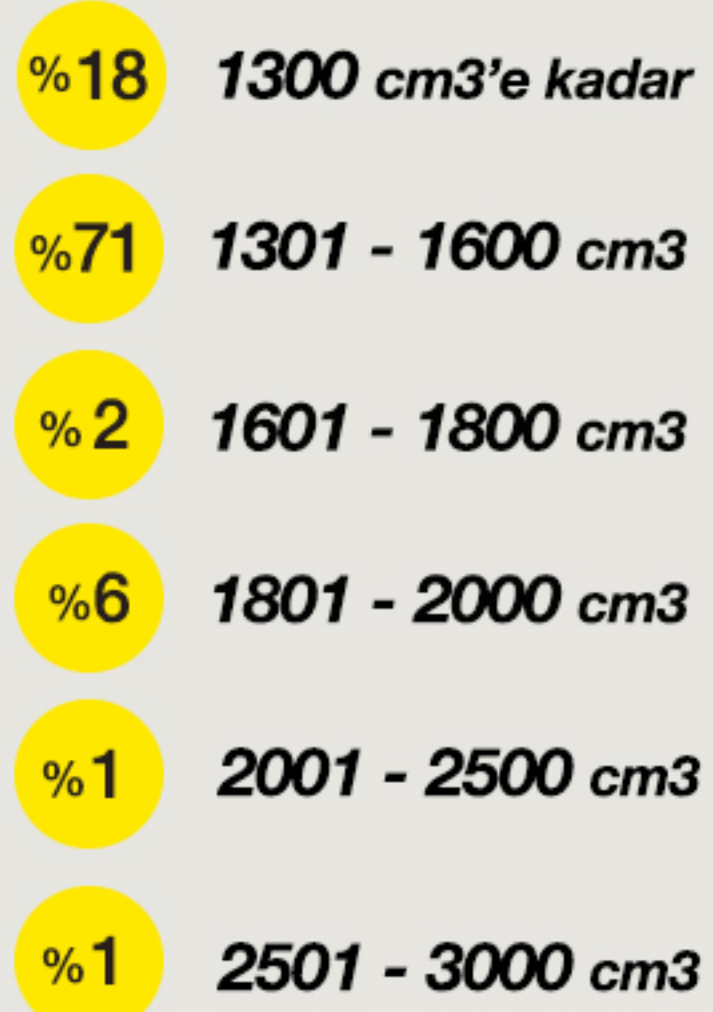 %18 1300 cm3’e kadar
%71 1301 - 1600 cm3
% 2 1601 - 1800 cm3
%6 1801 - 2000 cm3
%1 2001 - 2500 cm3
%1 2501 - 3000 cm3